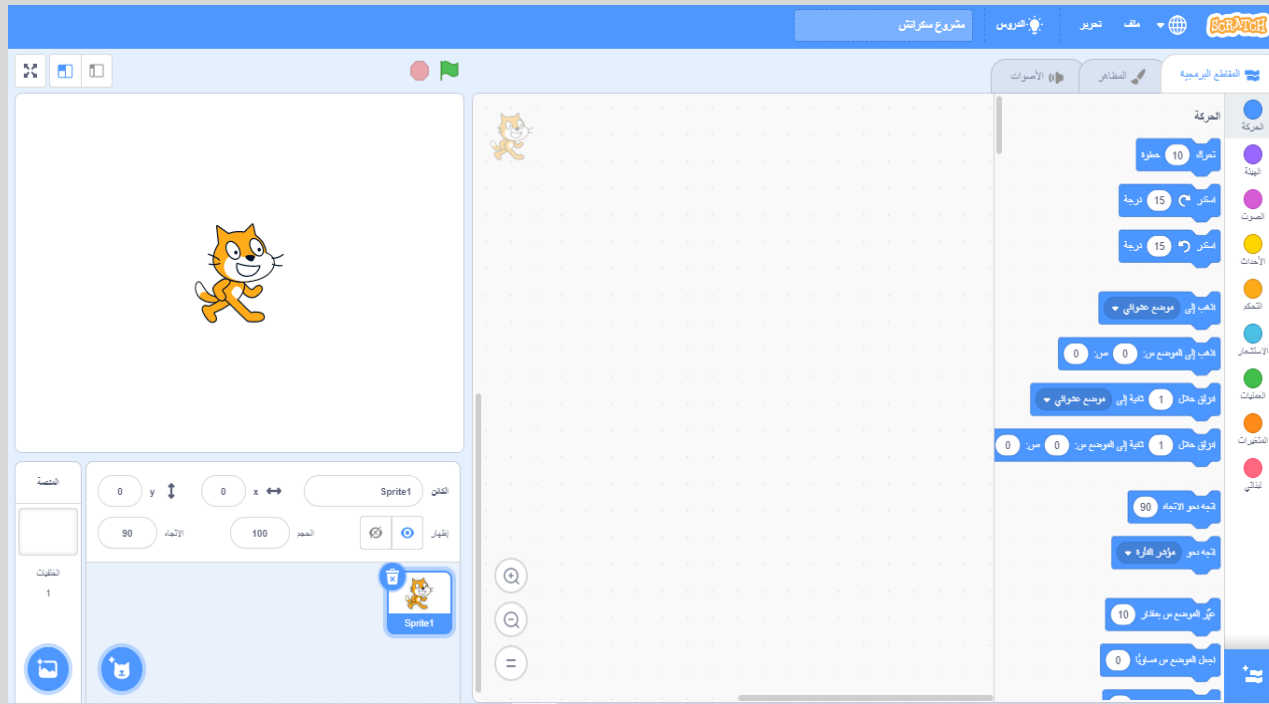 SCRATCH
ملف
تحرير
الدروس
مشروع سكراتش
المقاطع البرمجية
المظاهر
الأصوات
الحركة
الهيئة
الصوت
الأحداث
التحكم
الاستشعار
العمليات
المتغيرات
لبناتي
الحركة
تحرك 10 خطوة
استدر 15 درجة
استدر 15 درجة
اذهب إلى موضع عشوائي
اذهب إلى الموضع س: 0 ص: 0
انزلق خلال 1 ثانية إلى موضع عشوائي
انزلق خلال 1 ثانية إلى الموضع س: 0 ص: 0
اتجه نحو الاتجاه 90
اتجه نحو مؤشر الفأرة
غيّر الموضع س بمقدار 10
اجعل الموضع س مساويًا 0
الكائن Sprite1 x 0 y 0
إظهار الحجم 100 الاتجاه 90
Sprite1
المنصة
الخلفيات
1